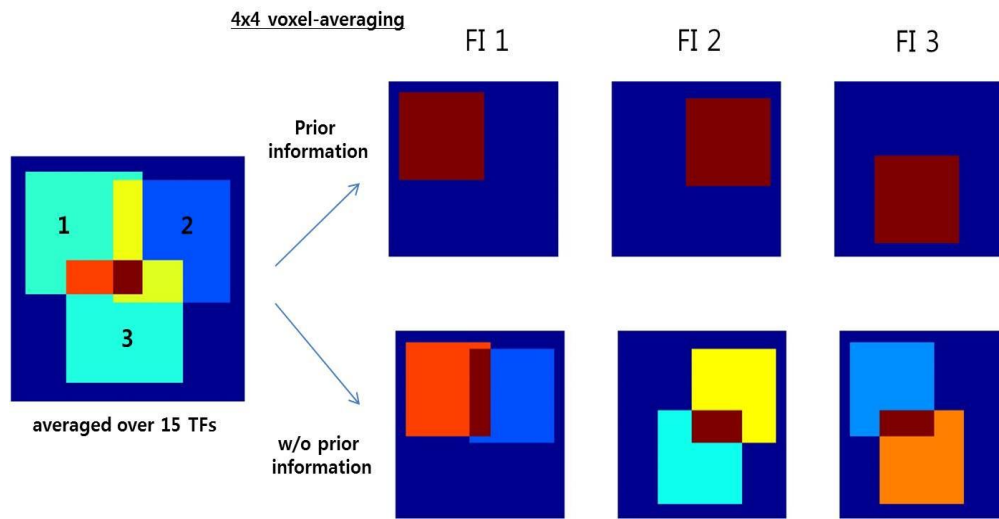 4x4 voxel-averaging
FI 1
FI 2
FI 3
Prior
information
1
2
3
averaged over 15 TFs
w/o prior
information